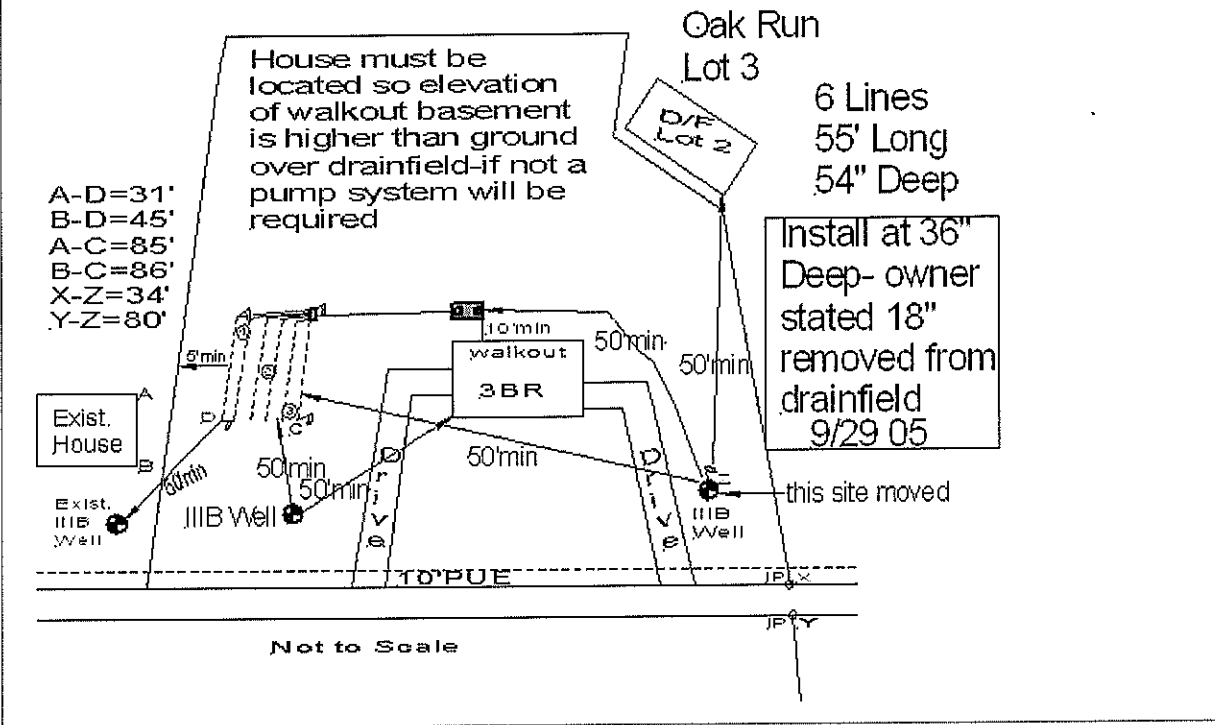 Oak Run
Lot 3
House must be
located so elevation
of walkout basement
is higher than ground
over drainfield-if not a
pump system will be
required
D/F
Lot 2
6 Lines
55' Long
54" Deep
A-D=31'
B-D=45'
A-C=85'
B-C=86'
X-Z=34'
Y-Z=80'
Install at 36"
Deep- owner
stated 18"
removed from
drainfield
9/29 05
1
2
3
5'min
10'min
50'min
50'min
walkout
3BR
A
Exist.
House
B
D
C
50'min
50'min
50'min
50'min
Drive
Drive
Z
this site moved
Exist.
IIIB
Well
IIIB Well
IIIB
Well
10'PUE
IP X
IP Y
Not to Scale